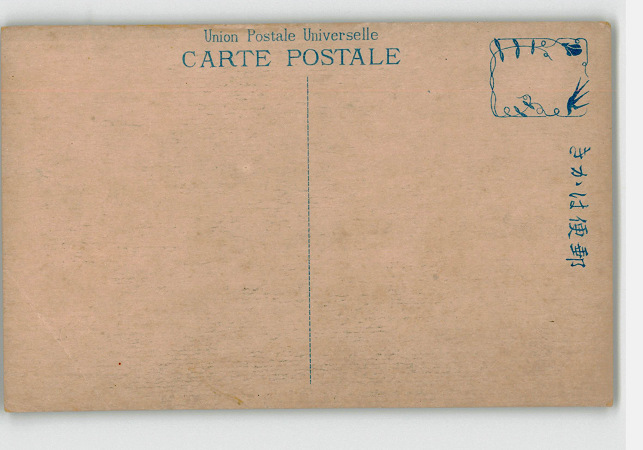 Union Postale Universelle
CARTE POSTALE
きかは便郵